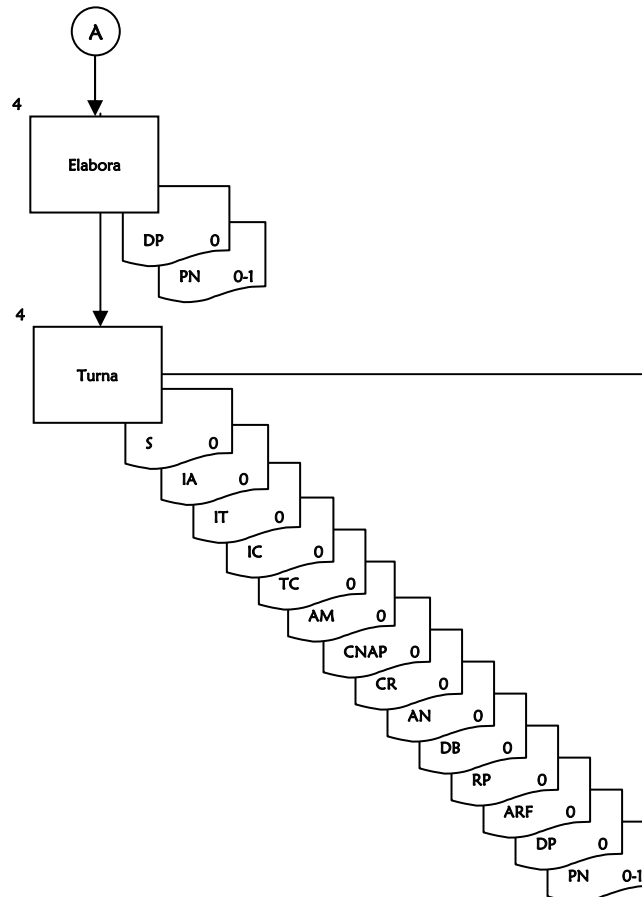 A
4
Elabora
DP 0
PN 0-1
4
Turna
S 0
IA 0
IT 0
IC 0
TC 0
AM 0
CNAP 0
CR 0
AN 0
DB 0
RP 0
ARF 0
DP 0
PN 0-1